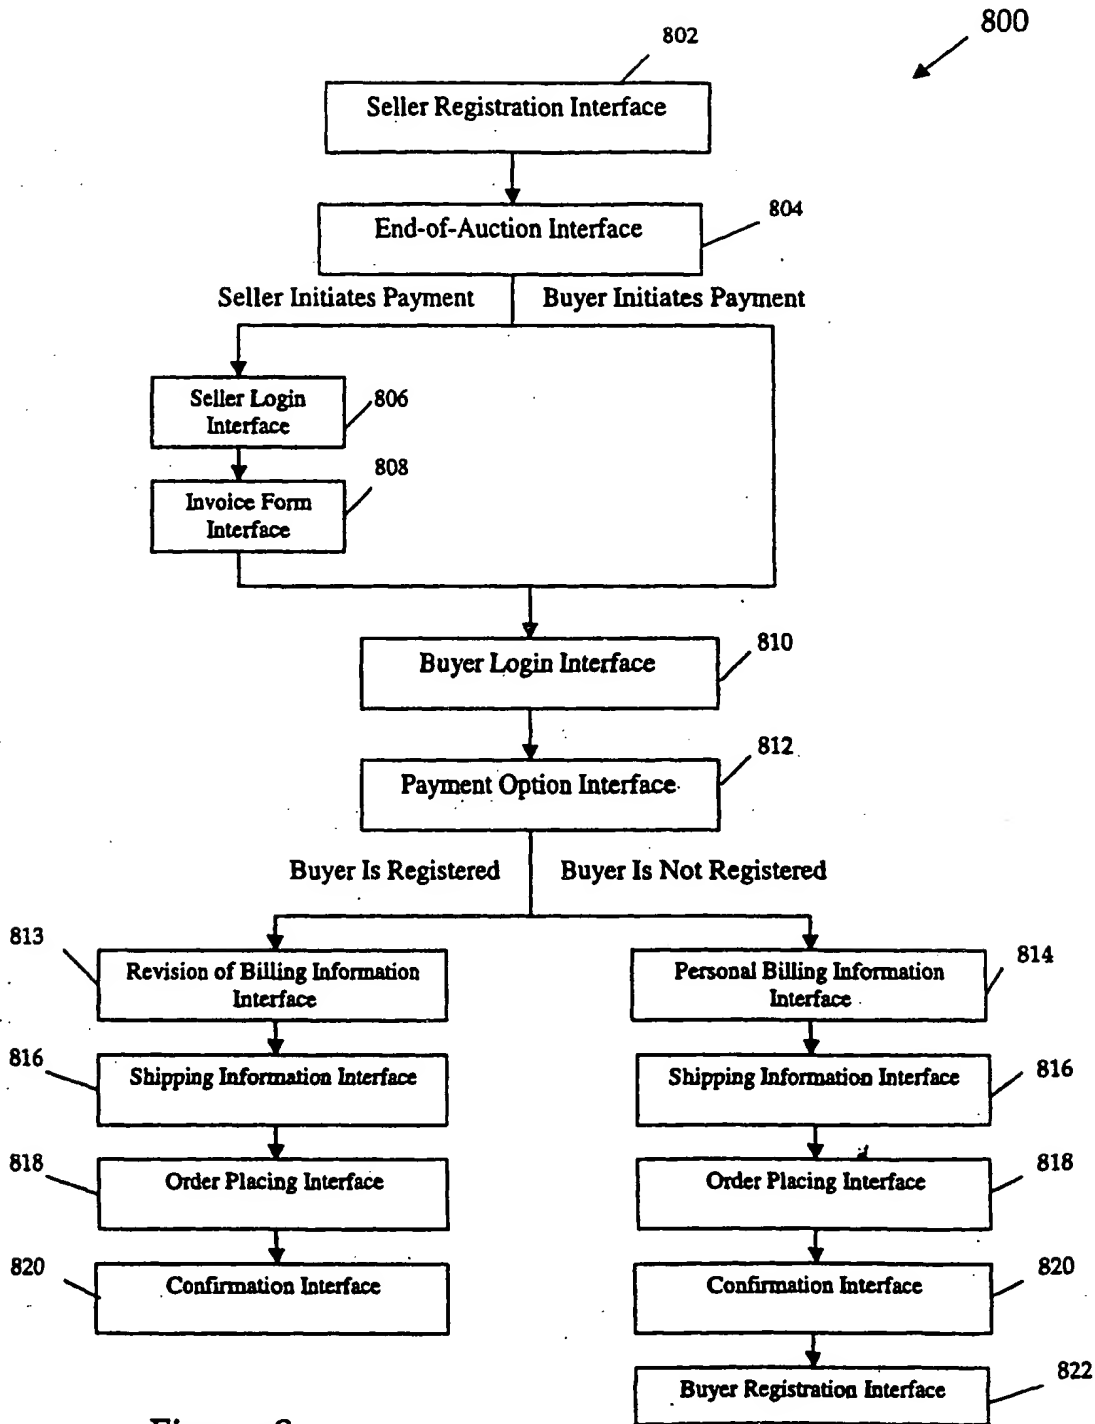 800
802
Seller Registration Interface
804
End-of-Auction Interface
Seller Initiates Payment
Buyer Initiates Payment
Seller Login
Interface
806
808
Invoice Form
Interface
810
Buyer Login Interface
812
Payment Option Interface
Buyer Is Registered
Buyer Is Not Registered
813
Revision of Billing Information
Interface
Personal Billing Information
Interface
814
816
Shipping Information Interface
Shipping Information Interface
816
818
Order Placing Interface
Order Placing Interface
818
820
Confirmation Interface
Confirmation Interface
820
Buyer Registration Interface
822